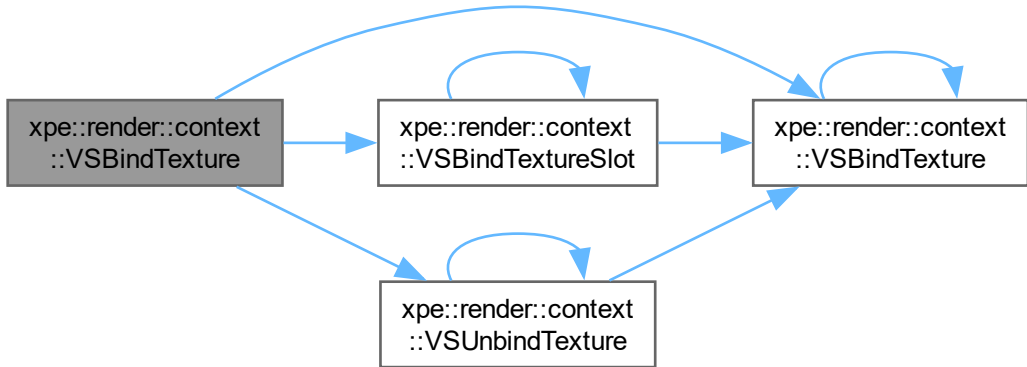 xpe::render::context
::VSBindTexture
xpe::render::context
::VSBindTextureSlot
xpe::render::context
::VSBindTexture
xpe::render::context
::VSUnbindTexture